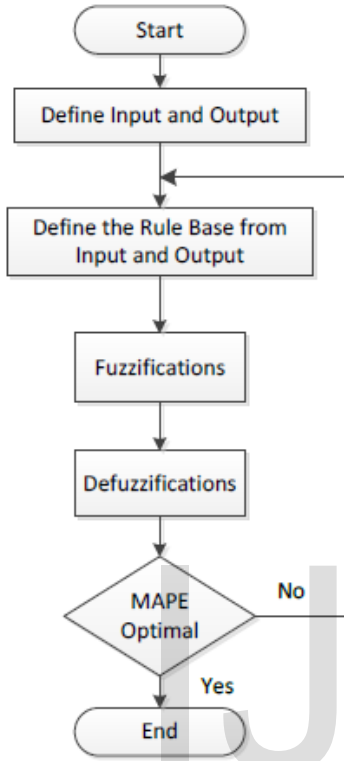 Start
Define Input and Output
Define the Rule Base from
Input and Output
Fuzzifications
Defuzzifications
MAPE
Optimal
No
Yes
End
IJ